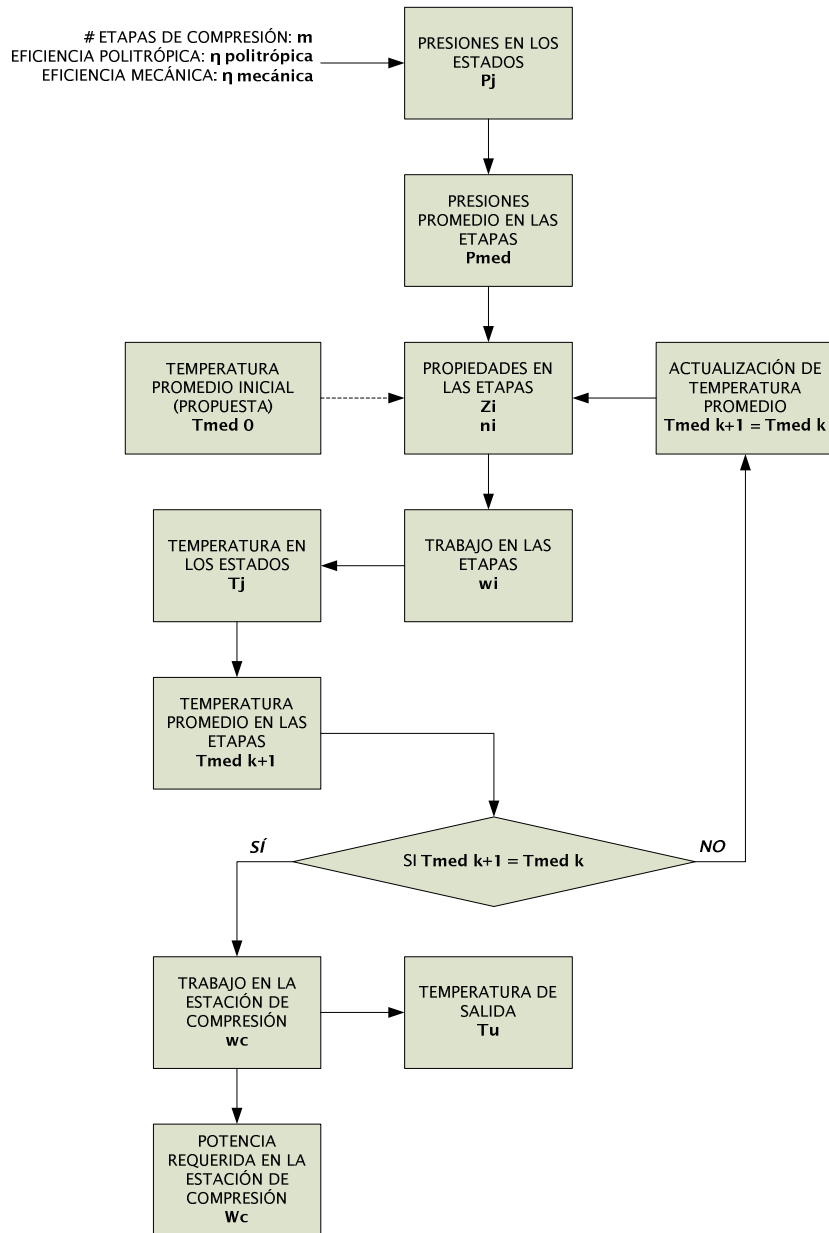 # ETAPAS DE COMPRESIÓN: m
EFICIENCIA POLITRÓPICA: η politrópica
EFICIENCIA MECÁNICA: η mecánica
PRESIONES EN LOS
ESTADOS
Pj
PRESIONES
PROMEDIO EN LAS
ETAPAS
Pmed
TEMPERATURA
PROMEDIO INICIAL
(PROPUESTA)
Tmed 0
PROPIEDADES EN
LAS ETAPAS
Zi
ni
ACTUALIZACIÓN DE
TEMPERATURA
PROMEDIO
Tmed k+1 = Tmed k
TEMPERATURA EN
LOS ESTADOS
Tj
TRABAJO EN LAS
ETAPAS
wi
TEMPERATURA
PROMEDIO EN LAS
ETAPAS
Tmed k+1
SÍ
SI Tmed k+1 = Tmed k
NO
TRABAJO EN LA
ESTACIÓN DE
COMPRESIÓN
wc
TEMPERATURA DE
SALIDA
Tu
POTENCIA
REQUERIDA EN LA
ESTACIÓN DE
COMPRESIÓN
Wc